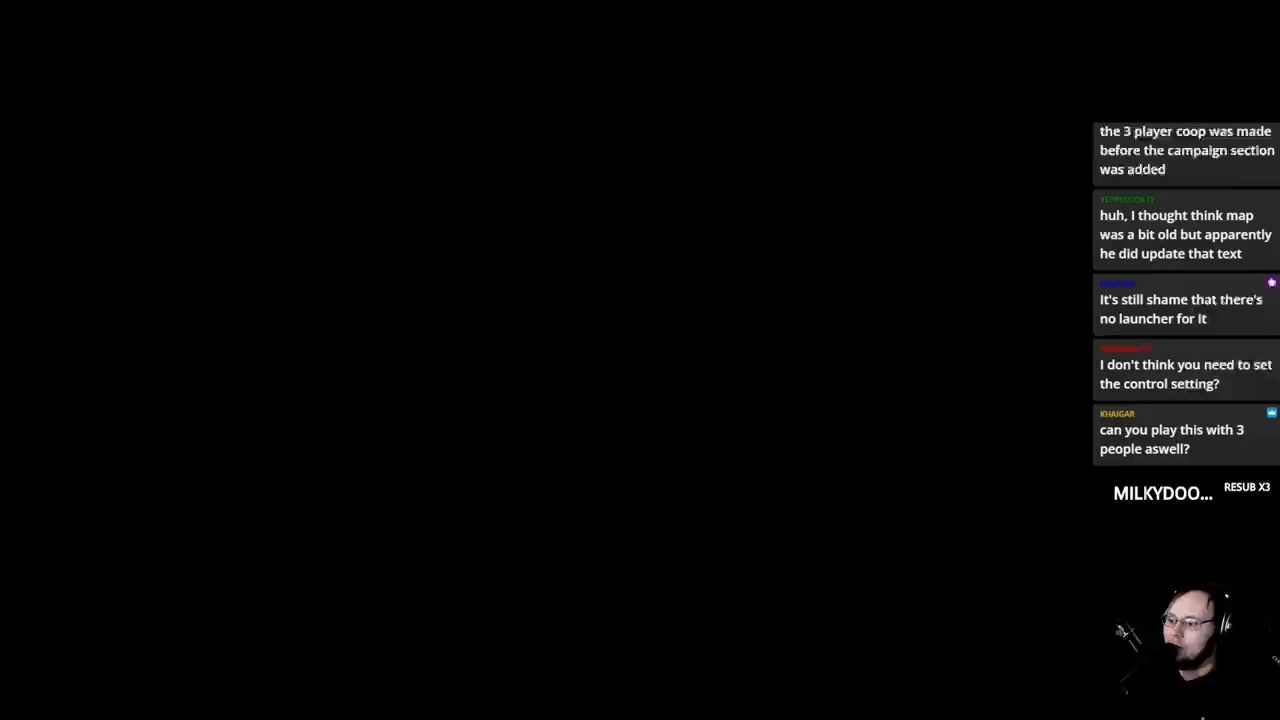 the 3 player coop was made
before the campaign section
was added
huh, I thought think map
was a bit old but apparently
he did update that text
It's still shame that there's
no launcher for it
I don't think you need to set
the control setting?
KHAIGAR
can you play this with 3
people aswell?
MILKYDOO...
RESUB X3